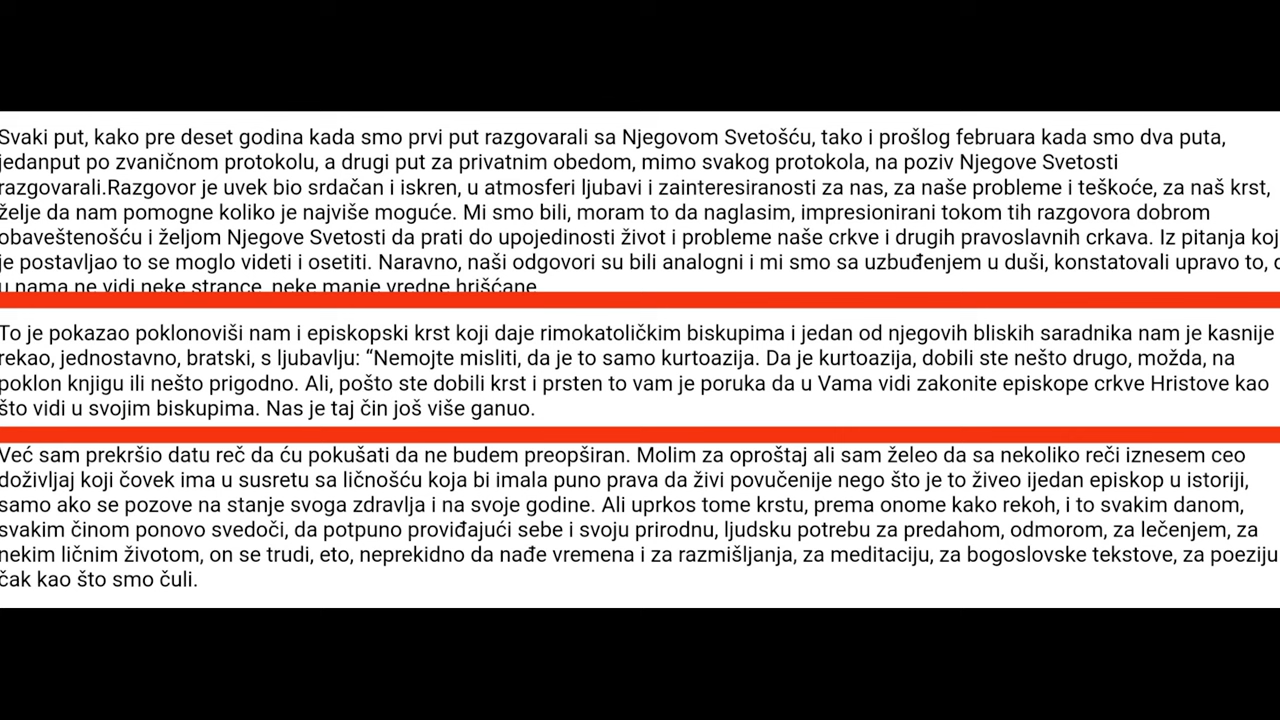 Svaki put, kako pre deset godina kada smo prvi put razgovarali sa Njegovom Svetošću, tako i prošlog februara kada smo dva puta,
jedanput po zvaničnom protokolu, a drugi put za privatnim obedom, mimo svakog protokola, na poziv Njegove Svetosti
razgovarali.Razgovor je uvek bio srdačan i iskren, u atmosferi ljubavi i zainteresiranosti za nas, za naše probleme i teškoće, za naš krst,
želje da nam pomogne koliko je najviše moguće. Mi smo bili, moram to da naglasim, impresionirani tokom tih razgovora dobrom
obaveštenošću i željom Njegove Svetosti da prati do upojedinosti život i probleme naše crkve i drugih pravoslavnih crkava. Iz pitanja koj
je postavljao to se moglo videti i osetiti. Naravno, naši odgovori su bili analogni i mi smo sa uzbuđenjem u duši, konstatovali upravo to,
u nama ne vidi neke strance, neke manje vredne hrišćane
To je pokazao poklonoviši nam i episkopski krst koji daje rimokatoličkim biskupima i jedan od njegovih bliskih saradnika nam je kasnije
rekao, jednostavno, bratski, s ljubavlju: “Nemojte misliti, da je to samo kurtoazija. Da je kurtoazija, dobili ste nešto drugo, možda, na
poklon knjigu ili nešto prigodno. Ali, pošto ste dobili krst i prsten to vam je poruka da u Vama vidi zakonite episkope crkve Hristove kao
što vidi u svojim biskupima. Nas je taj čin još više ganuo.
Već sam prekršio datu reč da ću pokušati da ne budem preopširan. Molim za oproštaj ali sam želeo da sa nekoliko reči iznesem ceo
doživljaj koji čovek ima u susretu sa ličnošću koja bi imala puno prava da živi povučenije nego što je to živeo ijedan episkop u istoriji,
samo ako se pozove na stanje svoga zdravlja i na svoje godine. Ali uprkos tome krstu, prema onome kako rekoh, i to svakim danom,
svakim činom ponovo svedoči, da potpuno proviđajući sebe i svoju prirodnu, ljudsku potrebu za predahom, odmorom, za lečenjem, za
nekim ličnim životom, on se trudi, eto, neprekidno da nađe vremena i za razmišljanja, za meditaciju, za bogoslovske tekstove, za poeziju
čak kao što smo čuli.